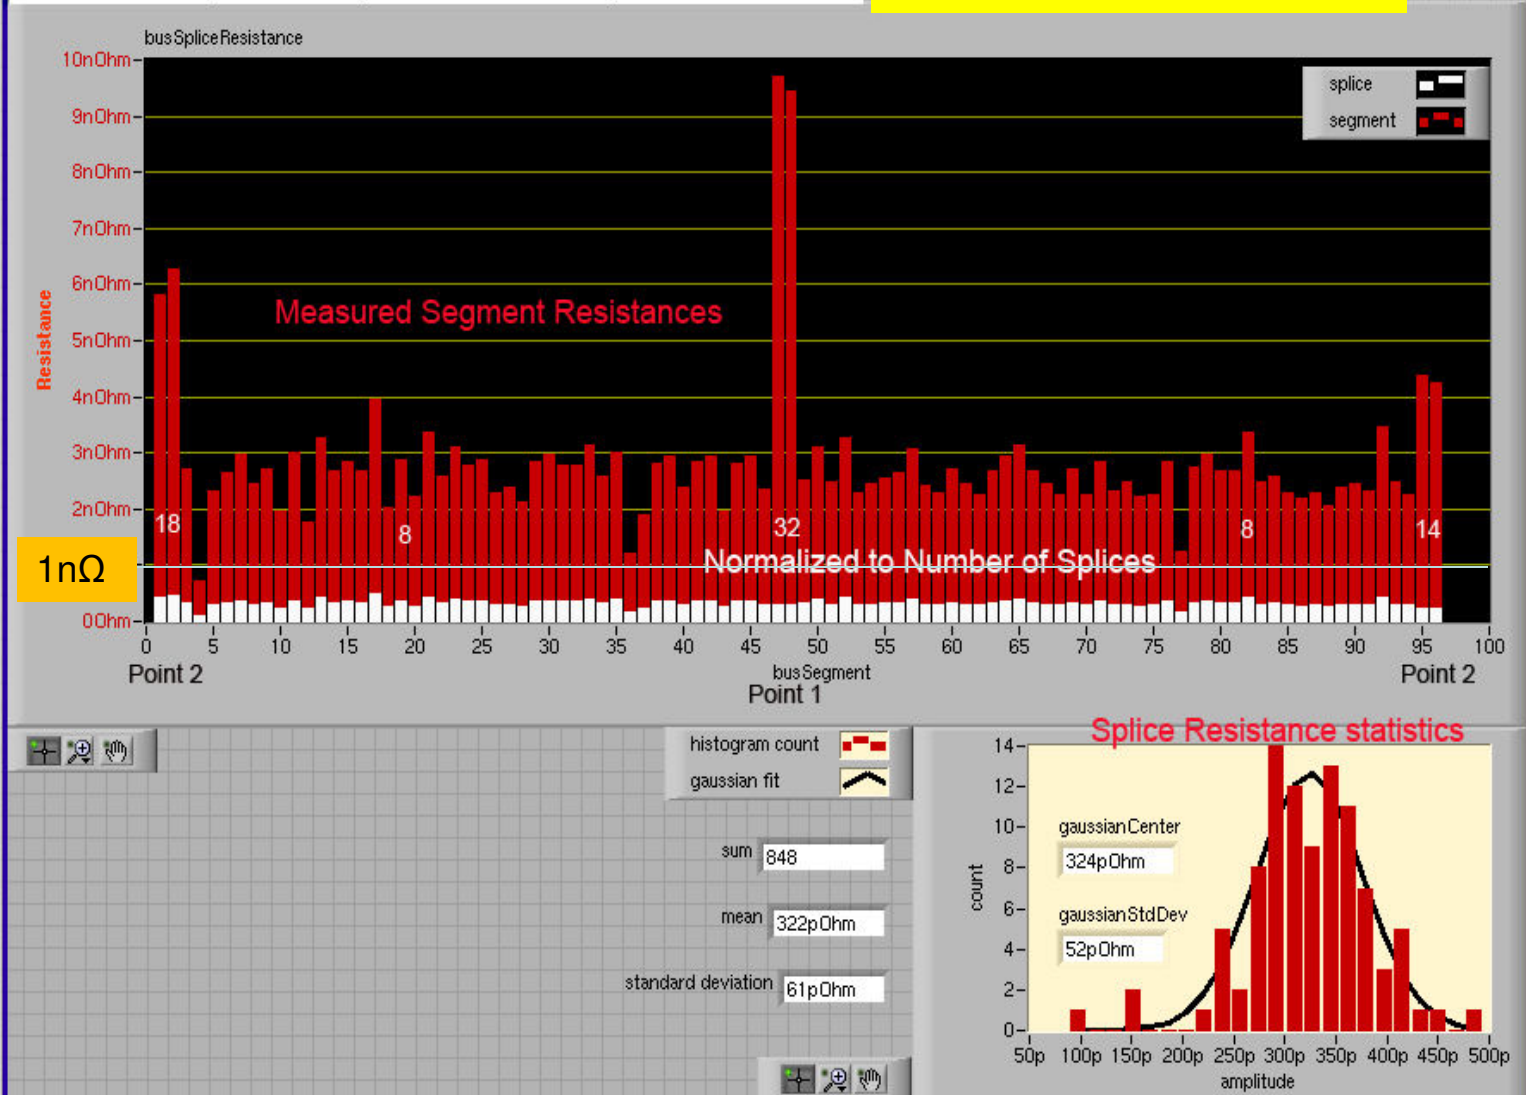 busSpliceResistance
10nOhm
9nOhm
8nOhm
7nOhm
6nOhm
5nOhm
4nOhm
3nOhm
2nOhm
1nΩ
0Ohm
Resistance
splice
segment
Measured Segment Resistances
18
8
32
8
14
Normalized to Number of Splices
0 5 10 15 20 25 30 35 40 45 50 55 60 65 70 75 80 85 90 95 100
busSegment
Point 2
Point 1
Point 2
histogram count
gaussian fit
sum 848
mean 322pOhm
standard deviation 61pOhm
Splice Resistance statistics
14
12
10
8
6
4
2
0
count
gaussianCenter
324pOhm
gaussianStdDev
52pOhm
50p 100p 150p 200p 250p 300p 350p 400p 450p 500p
amplitude